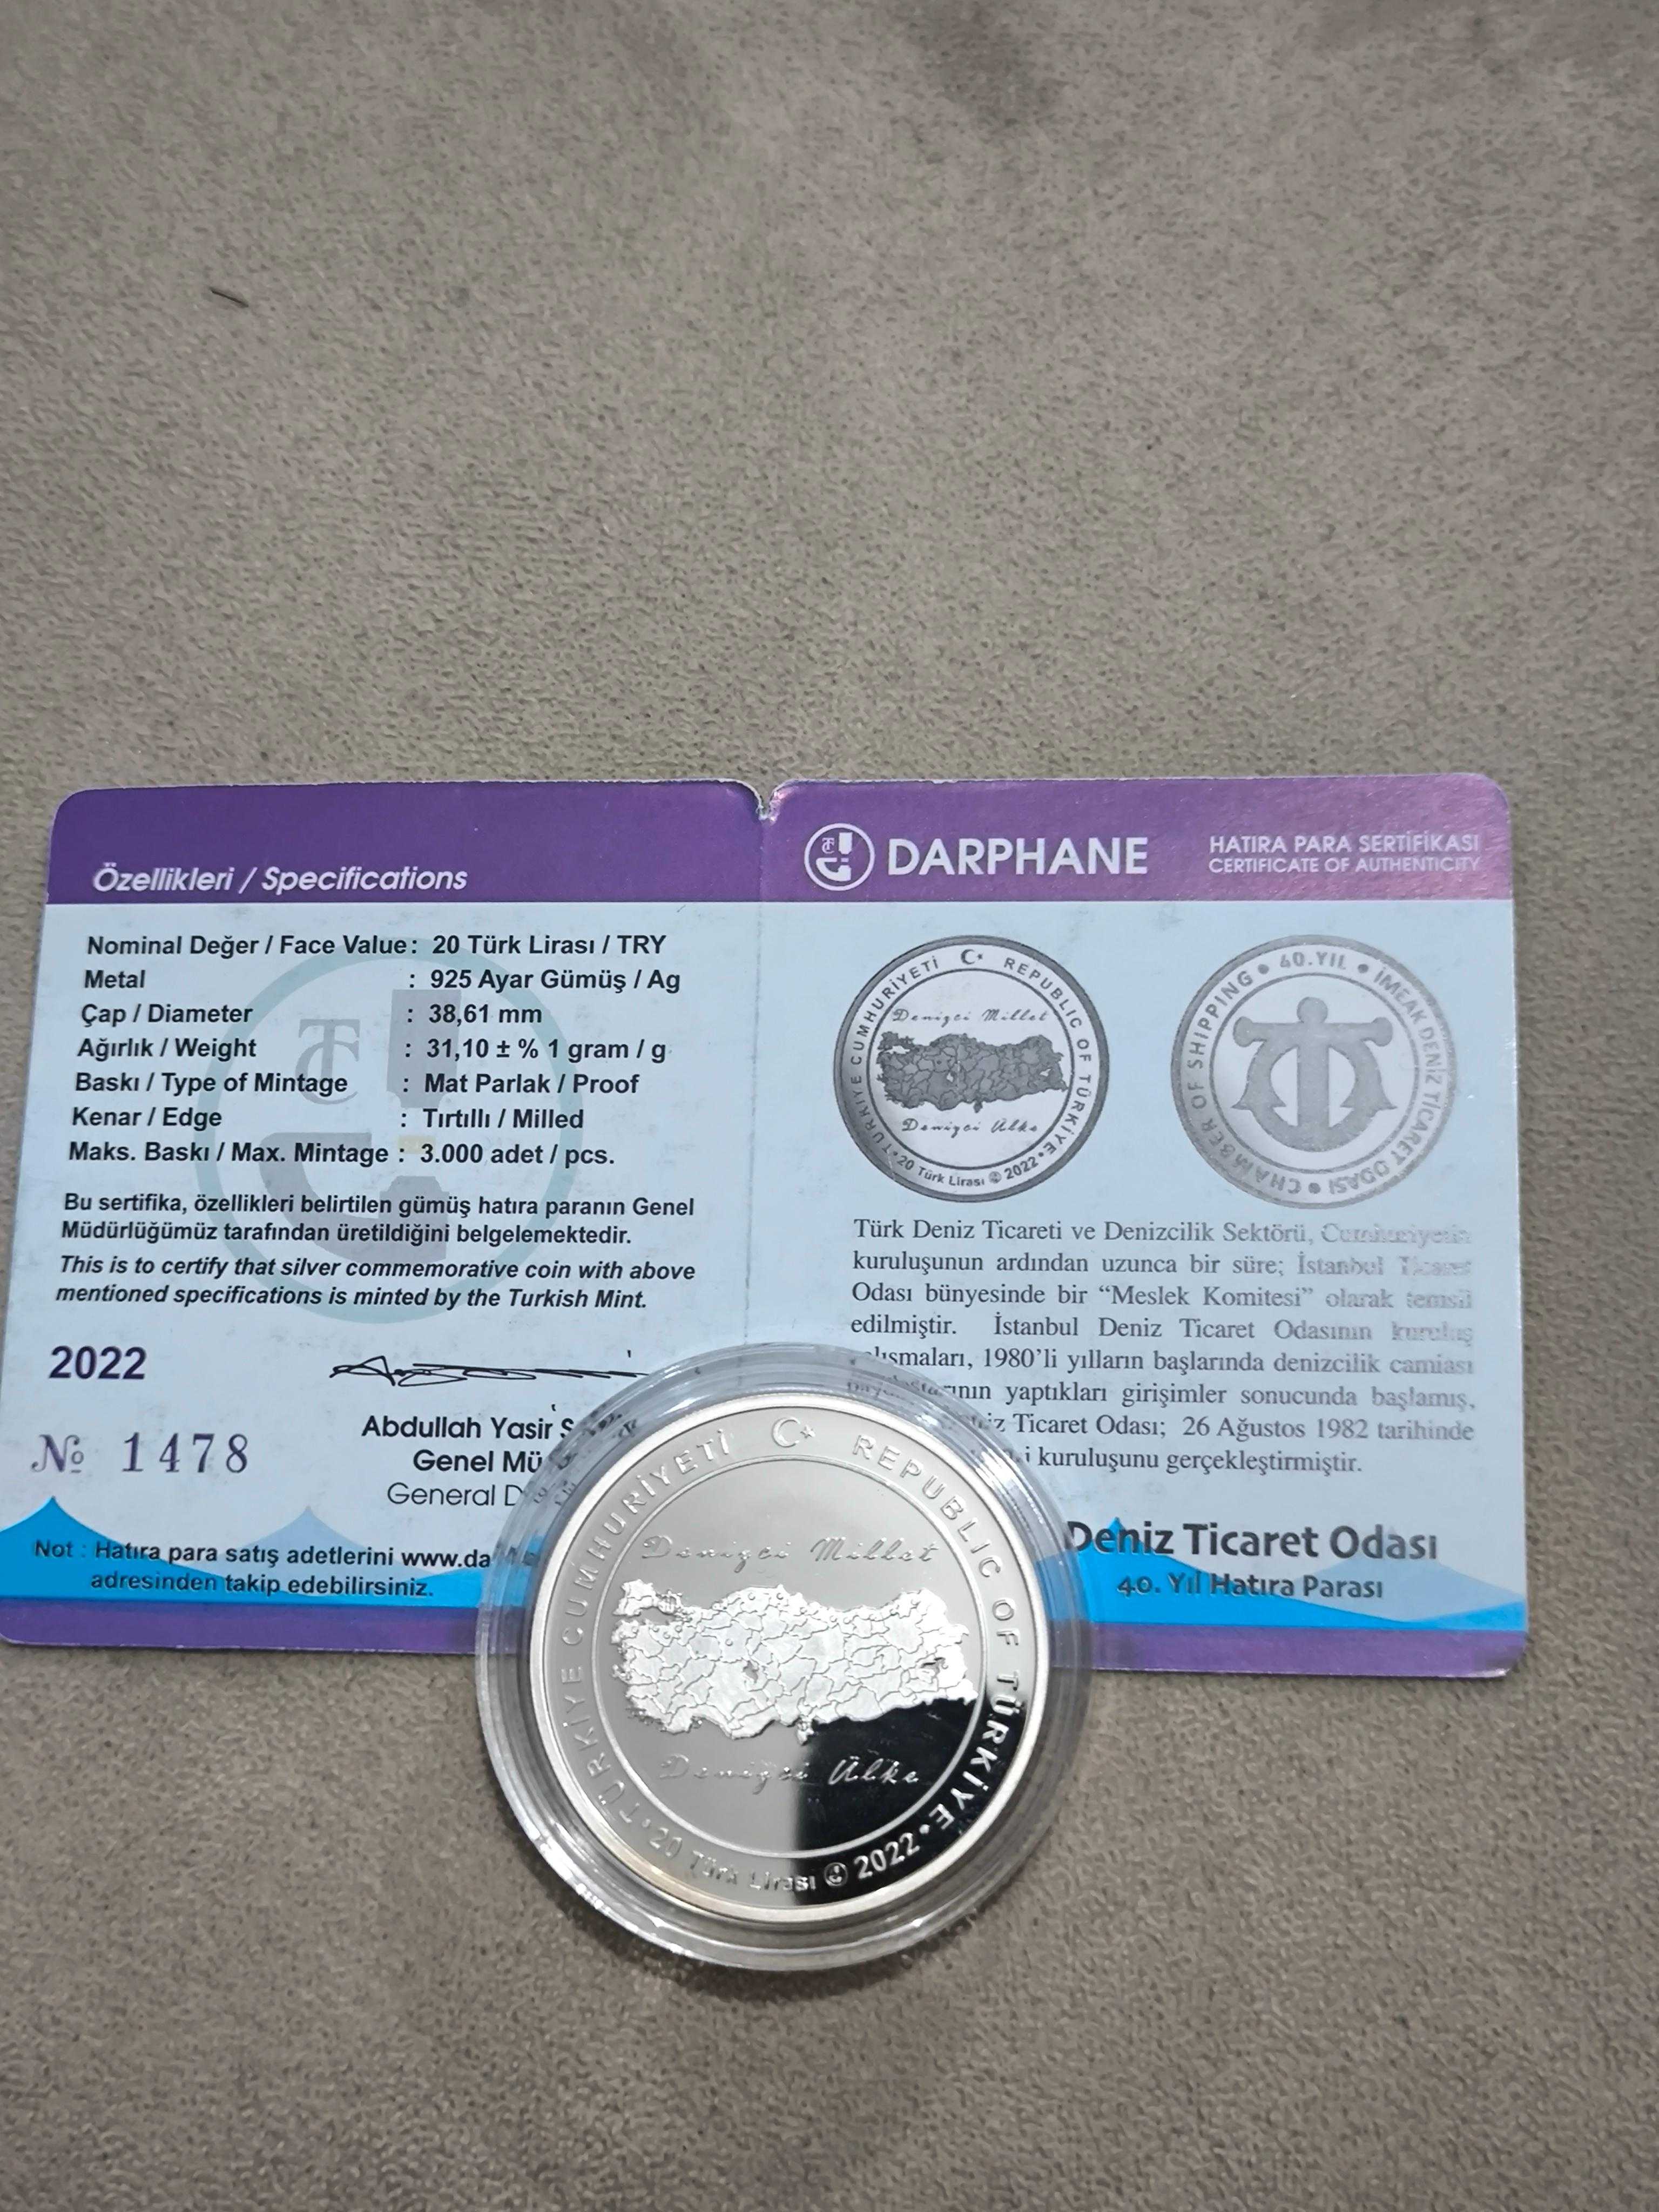 Özellikleri / Specifications
Nominal Değer / Face Value: 20 Türk Lirası / TRY
Metal : 925 Ayar Gümüş / Ag
Çap / Diameter : 38,61 mm
Ağırlık / Weight : 31,10 ± % 1 gram / g
Baskı / Type of Mintage : Mat Parlak / Proof
Kenar / Edge : Tırtıllı / Milled
Maks. Baskı / Max. Mintage : 3.000 adet / pcs.
Bu sertifika, özellikleri belirtilen gümüş hatıra paranın Genel
Müdürlüğümüz tarafından üretildiğini belgelemektedir.
This is to certify that silver commemorative coin with above
mentioned specifications is minted by the Turkish Mint.
2022
Abdullah Yasir
Genel
General
№ 1478
Not : Hatıra para satış adetlerini
adresinden takip edebilirsiniz.
TC
DARPHANE
HATIRA PARA SERTİFİKASI
CERTIFICATE OF AUTHENTICITY
TÜRKİYE CUMHURİYETİ REPUBLIC OF TÜRKİYE
Denizci Millet
Denizci Ülke
• 20 Türk Lirası 2022 •
40.YIL • İMEAK DENİZ TİCARET ODASI • CHAMBER OF SHIPPING •
Türk Deniz Ticareti ve Denizcilik Sektörü, Cumhuriyetin
kuruluşunun ardından uzunca bir süre; İstanbul Ticaret
Odası bünyesinde bir “Meslek Komitesi” olarak temsil
edilmiştir. İstanbul Deniz Ticaret Odasının kuruluş
1980’li yılların başlarında denizcilik camiası
yaptıkları girişimler sonucunda başlamış,
Ticaret Odası; 26 Ağustos 1982 tarihinde
kuruluşunu gerçekleştirmiştir.
Deniz Ticaret Odası
40. Yıl Hatıra Parası
TÜRKİYE CUMHURİYETİ REPUBLIC OF TÜRKİYE
Denizci Millet
Denizci Ülke
• 20 Türk Lirası 2022 •